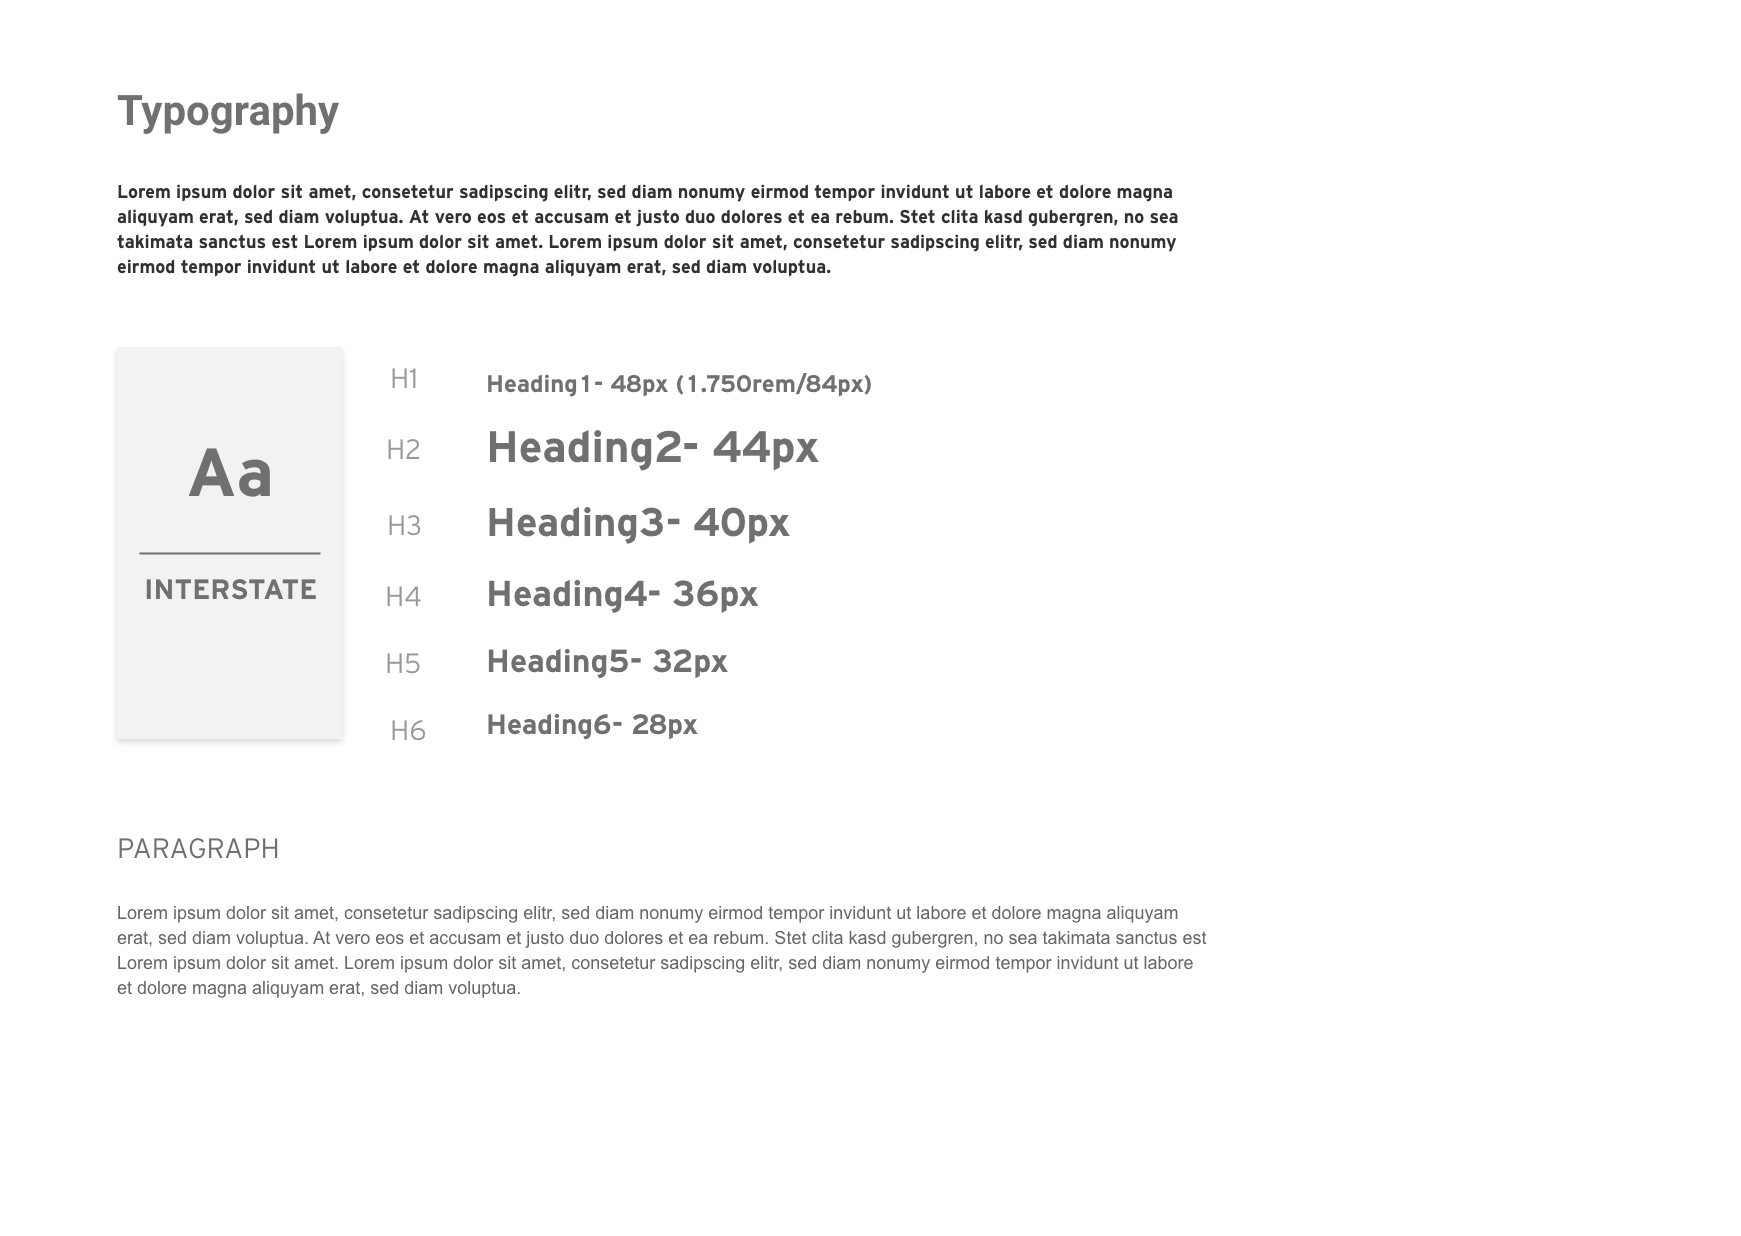 Typography
Lorem ipsum dolor sit amet, consetetur sadipscing elitr, sed diam nonumy eirmod tempor invidunt ut labore et dolore magna
aliquyam erat, sed diam voluptua. At vero eos et accusam et justo duo dolores et ea rebum. Stet clita kasd gubergren, no sea
takimata sanctus est Lorem ipsum dolor sit amet. Lorem ipsum dolor sit amet, consetetur sadipscing elitr, sed diam nonumy
eirmod tempor invidunt ut labore et dolore magna aliquyam erat, sed diam voluptua.
Aa
INTERSTATE
H1 Heading1- 48px (1.750rem/84px)
H2 Heading2- 44px
H3 Heading3- 40px
H4 Heading4- 36px
H5 Heading5- 32px
H6 Heading6- 28px
PARAGRAPH
Lorem ipsum dolor sit amet, consetetur sadipscing elitr, sed diam nonumy eirmod tempor invidunt ut labore et dolore magna aliquyam
erat, sed diam voluptua. At vero eos et accusam et justo duo dolores et ea rebum. Stet clita kasd gubergren, no sea takimata sanctus est
Lorem ipsum dolor sit amet. Lorem ipsum dolor sit amet, consetetur sadipscing elitr, sed diam nonumy eirmod tempor invidunt ut labore
et dolore magna aliquyam erat, sed diam voluptua.